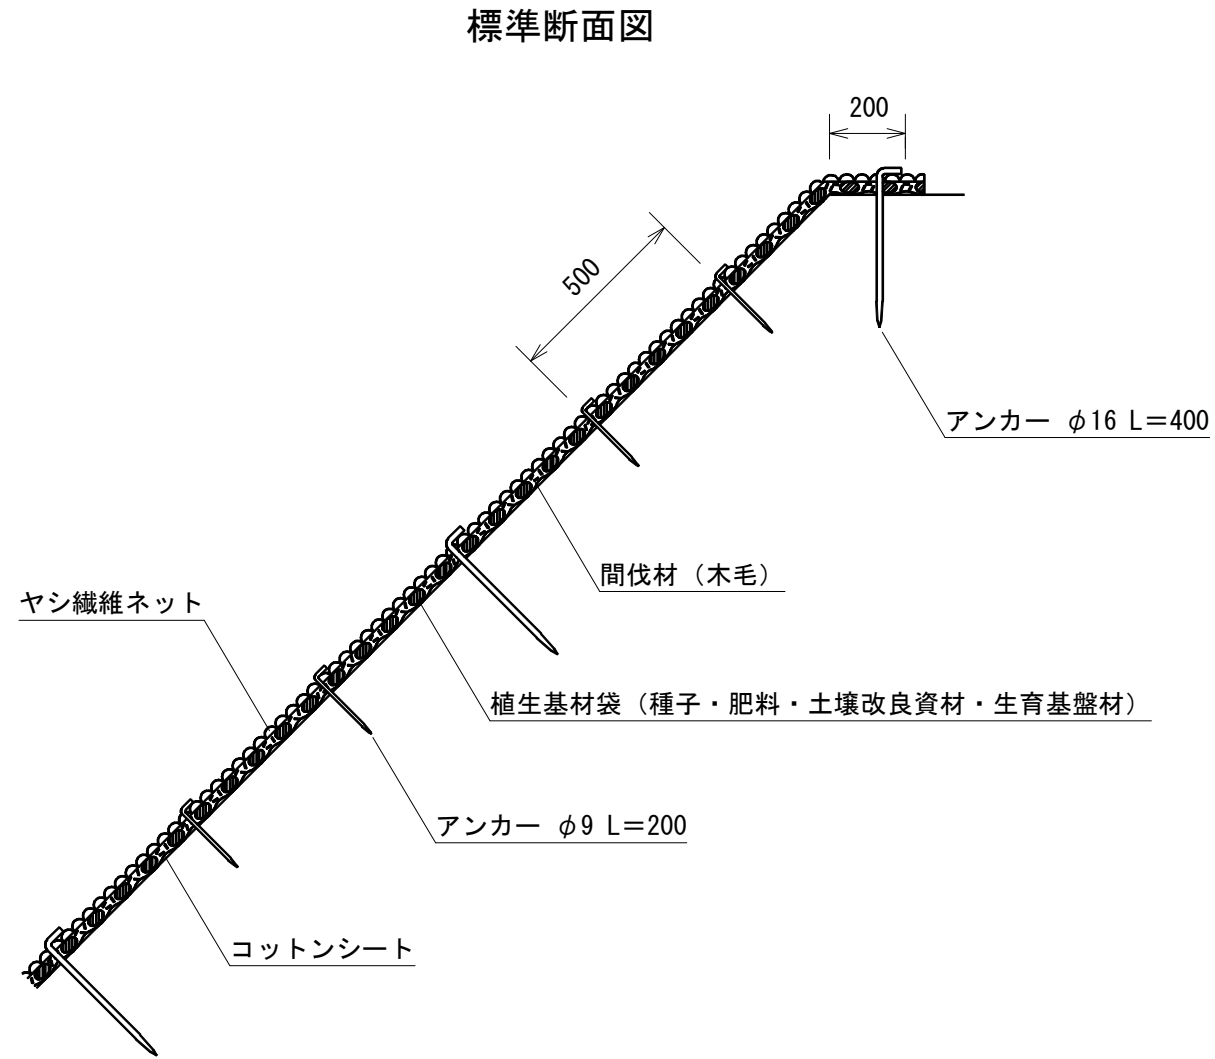 標準断面図
200
500
アンカー φ16 L=400
間伐材(木毛)
ヤシ繊維ネット
植生基材袋(種子・肥料・土壌改良資材・生育基盤材)
アンカー φ9 L=200
コットンシート